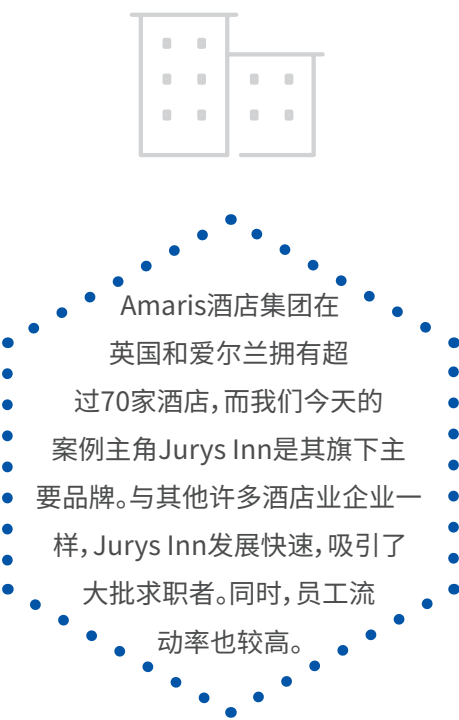 Amaris酒店集团在
英国和爱尔兰拥有超
过70家酒店，而我们今天的
案例主角Jurys Inn是其旗下主
要品牌。与其他许多酒店业企业一
样，Jurys Inn发展快速，吸引了
大批求职者。同时，员工流
动率也较高。